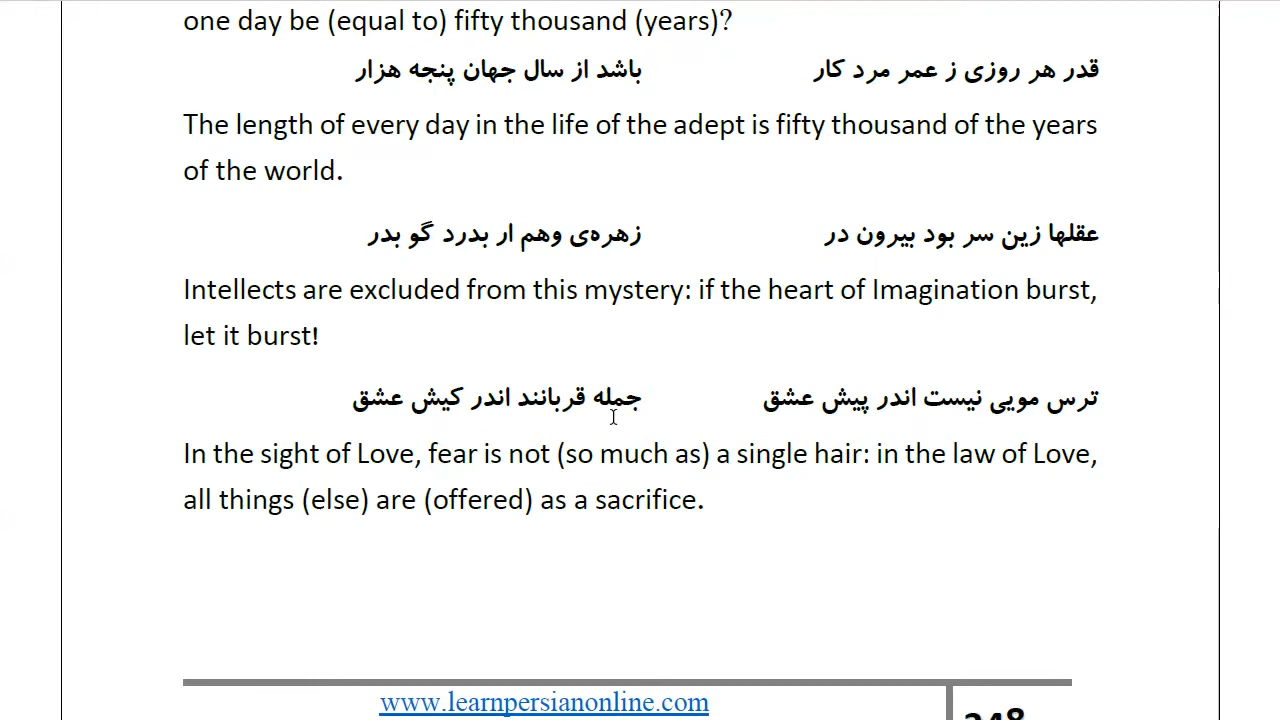 one day be (equal to) fifty thousand (years)?
قدر هر روزی ز عمر مرد کار باشد از سال جهان پنجه هزار
The length of every day in the life of the adept is fifty thousand of the years
of the world.
عقلها زین سر بود بیرون در زهره‌ی وهم ار بدرد گو بدر
Intellects are excluded from this mystery: if the heart of Imagination burst,
let it burst!
ترس مویی نیست اندر پیش عشق جمله قربانند اندر کیش عشق
In the sight of Love, fear is not (so much as) a single hair: in the law of Love,
all things (else) are (offered) as a sacrifice.
www.learnpersianonline.com